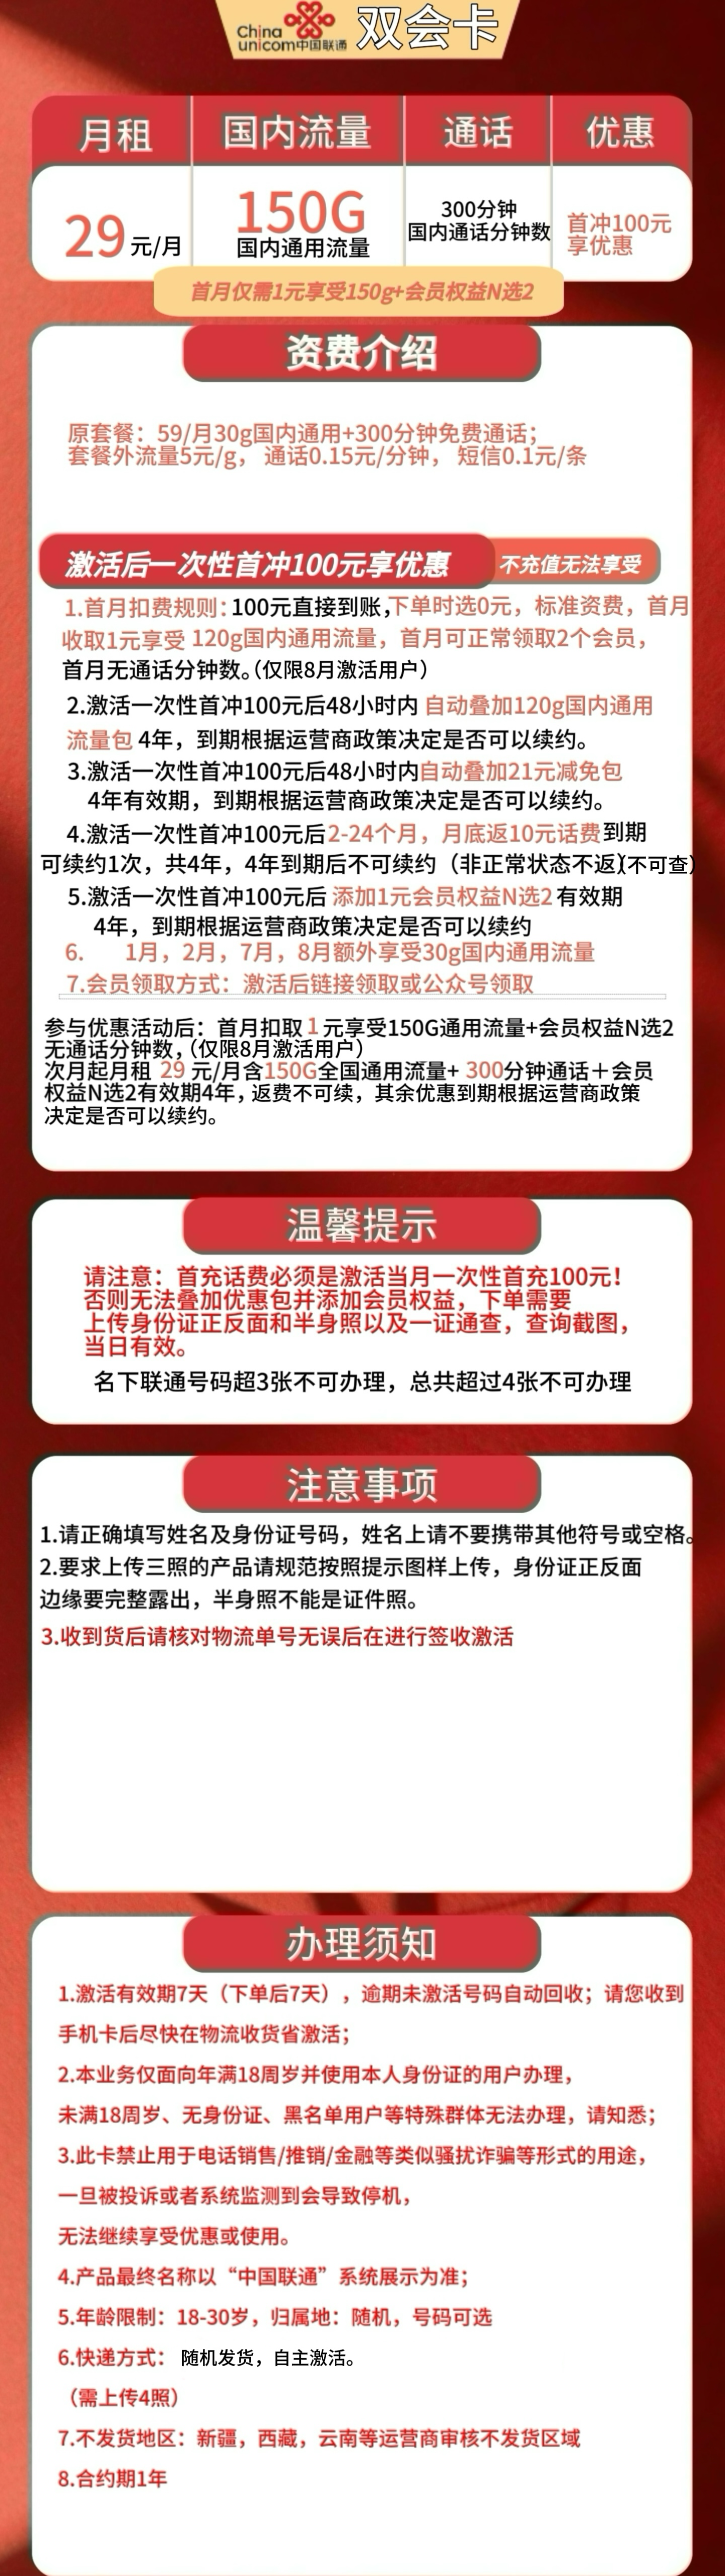 China
unicom中国联通 双会卡
月租 国内流量 通话 优惠
29元/月
150G
国内通用流量
300分钟
国内通话分钟数
首冲100元
享优惠
首月仅需1元享受150g+会员权益N选2
资费介绍
原套餐：59/月30g国内通用+300分钟免费通话；
套餐外流量5元/g， 通话0.15元/分钟， 短信0.1元/条
激活后一次性首冲100元享优惠 不充值无法享受
1.首月扣费规则：100元直接到账，下单时选0元，标准资费，首月
收取1元享受 120g国内通用流量，首月可正常领取2个会员，
首月无通话分钟数。（仅限8月激活用户）
2.激活一次性首冲100元后48小时内 自动叠加120g国内通用
流量包 4年，到期根据运营商政策决定是否可以续约。
3.激活一次性首冲100元后48小时内自动叠加21元减免包
4年有效期，到期根据运营商政策决定是否可以续约。
4.激活一次性首冲100元后2-24个月，月底返10元话费到期
可续约1次，共4年，4年到期后不可续约（非正常状态不返）（不可查）
5.激活一次性首冲100元后 添加1元会员权益N选2 有效期
4年，到期根据运营商政策决定是否可以续约
6. 1月，2月，7月，8月额外享受30g国内通用流量
7.会员领取方式：激活后链接领取或公众号领取
参与优惠活动后：首月扣取 1 元享受150G通用流量+会员权益N选2
无通话分钟数，（仅限8月激活用户）
次月起月租 29 元/月含150G全国通用流量+ 300分钟通话＋会员
权益N选2有效期4年，返费不可续，其余优惠到期根据运营商政策
决定是否可以续约。
温馨提示
请注意：首充话费必须是激活当月一次性首充100元！
否则无法叠加优惠包并添加会员权益，下单需要
上传身份证正反面和半身照以及一证通查，查询截图，
当日有效。
名下联通号码超3张不可办理，总共超过4张不可办理
注意事项
1.请正确填写姓名及身份证号码，姓名上请不要携带其他符号或空格。
2.要求上传三照的产品请规范按照提示图样上传，身份证正反面
边缘要完整露出，半身照不能是证件照。
3.收到货后请核对物流单号无误后在进行签收激活
办理须知
1.激活有效期7天（下单后7天），逾期未激活号码自动回收；请您收到
手机卡后尽快在物流收货省激活；
2.本业务仅面向年满18周岁并使用本人身份证的用户办理，
未满18周岁、无身份证、黑名单用户等特殊群体无法办理，请知悉；
3.此卡禁止用于电话销售/推销/金融等类似骚扰诈骗等形式的用途，
一旦被投诉或者系统监测到会导致停机，
无法继续享受优惠或使用。
4.产品最终名称以“中国联通”系统展示为准；
5.年龄限制：18-30岁，归属地：随机，号码可选
6.快递方式： 随机发货，自主激活。
（需上传4照）
7.不发货地区：新疆，西藏，云南等运营商审核不发货区域
8.合约期1年